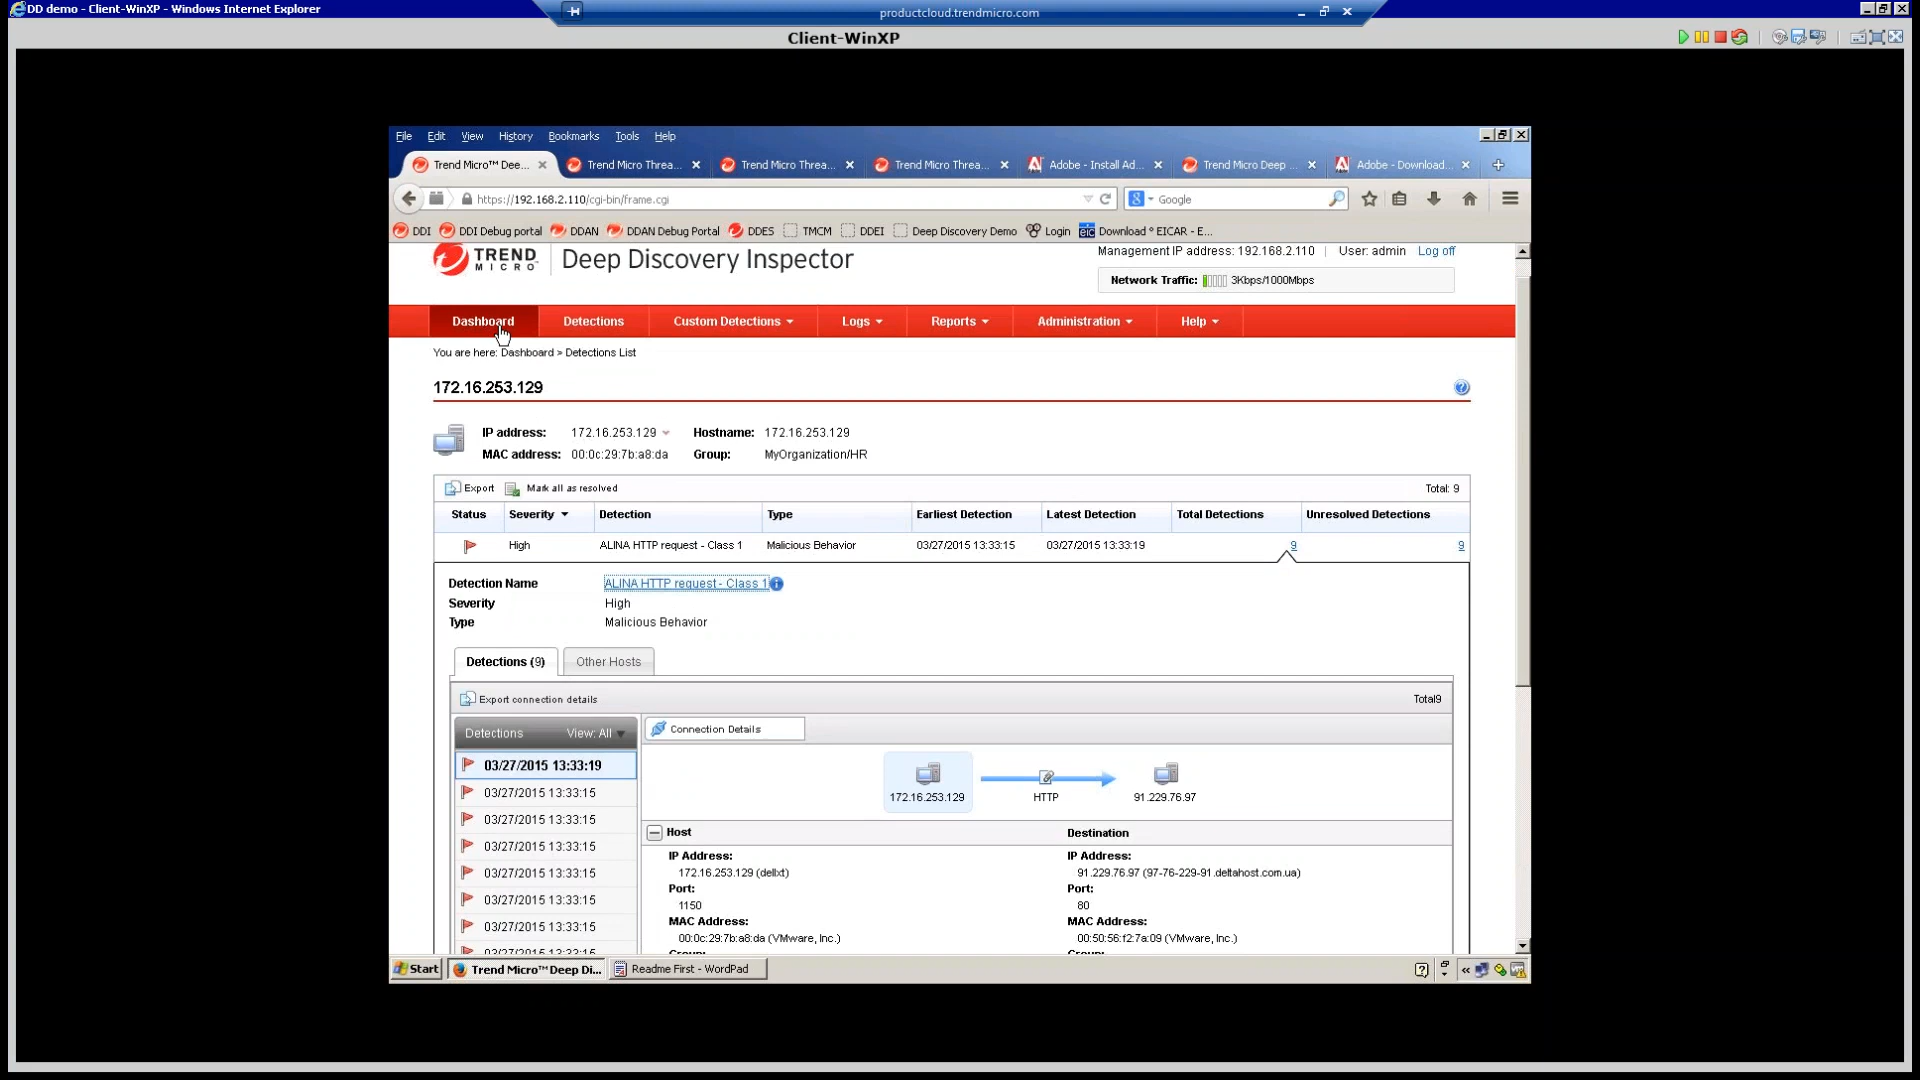 DD demo - Client-WinXP - Windows Internet Explorer
productcloud.trendmicro.com
Client-WinXP
File Edit View History Bookmarks Tools Help
Trend Micro™ Dee... Trend Micro Threa... Trend Micro Threa... Trend Micro Threa... Adobe - Install Ad... Trend Micro Deep ... Adobe - Download...
https://192.168.2.110/cgi-bin/frame.cgi Google
DDI DDI Debug portal DDAN DDAN Debug Portal DDES TMCM DDEI Deep Discovery Demo Login eic Download ° EICAR - E...
TREND MICRO Deep Discovery Inspector
Management IP address: 192.168.2.110 | User: admin Log off
Network Traffic: 3Kbps/1000Mbps
Dashboard Detections Custom Detections Logs Reports Administration Help
You are here: Dashboard > Detections List
172.16.253.129
IP address: 172.16.253.129 Hostname: 172.16.253.129
MAC address: 00:0c:29:7b:a8:da Group: MyOrganization/HR
Export Mark all as resolved Total: 9
Status Severity Detection Type Earliest Detection Latest Detection Total Detections Unresolved Detections
High ALINA HTTP request - Class 1 Malicious Behavior 03/27/2015 13:33:15 03/27/2015 13:33:19 9 9
Detection Name ALINA HTTP request - Class 1
Severity High
Type Malicious Behavior
Detections (9) Other Hosts
Export connection details Total9
Detections View: All Connection Details
03/27/2015 13:33:19
03/27/2015 13:33:15
03/27/2015 13:33:15
03/27/2015 13:33:15
03/27/2015 13:33:15
03/27/2015 13:33:15
03/27/2015 13:33:15
03/27/2015 13:33:15
172.16.253.129 HTTP 91.229.76.97
Host Destination
IP Address: IP Address:
172.16.253.129 (dellxt) 91.229.76.97 (97-76-229-91.deltahost.com.ua)
Port: Port:
1150 80
MAC Address: MAC Address:
00:0c:29:7b:a8:da (VMware, Inc.) 00:50:56:f2:7a:09 (VMware, Inc.)
Group: Group:
Start Trend Micro™ Deep Di... Readme First - WordPad